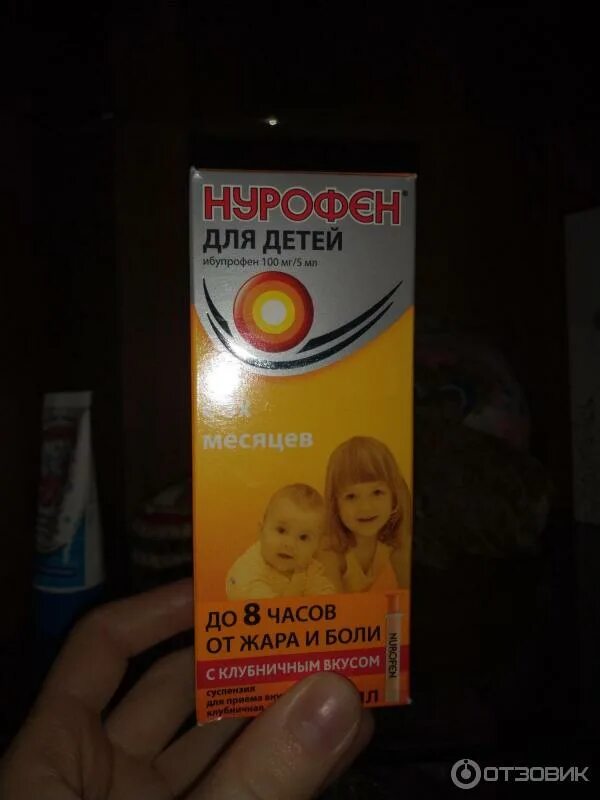 НУРОФЕН®
ДЛЯ ДЕТЕЙ
ибупрофен 100 мг/5 мл
месяцев
ДО 8 ЧАСОВ
ОТ ЖАРА И БОЛИ
С КЛУБНИЧНЫМ ВКУСОМ
NUROFEN
суспензия
для приема
клубничная
мл
ОТЗОВИК